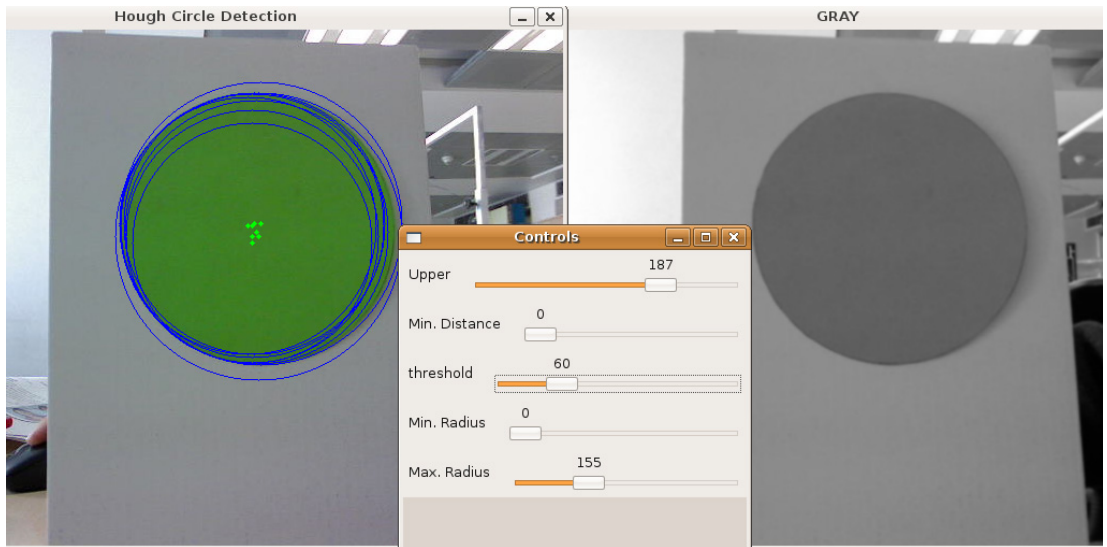 Hough Circle Detection
GRAY
Controls
Upper
187
Min. Distance
0
threshold
60
Min. Radius
0
Max. Radius
155